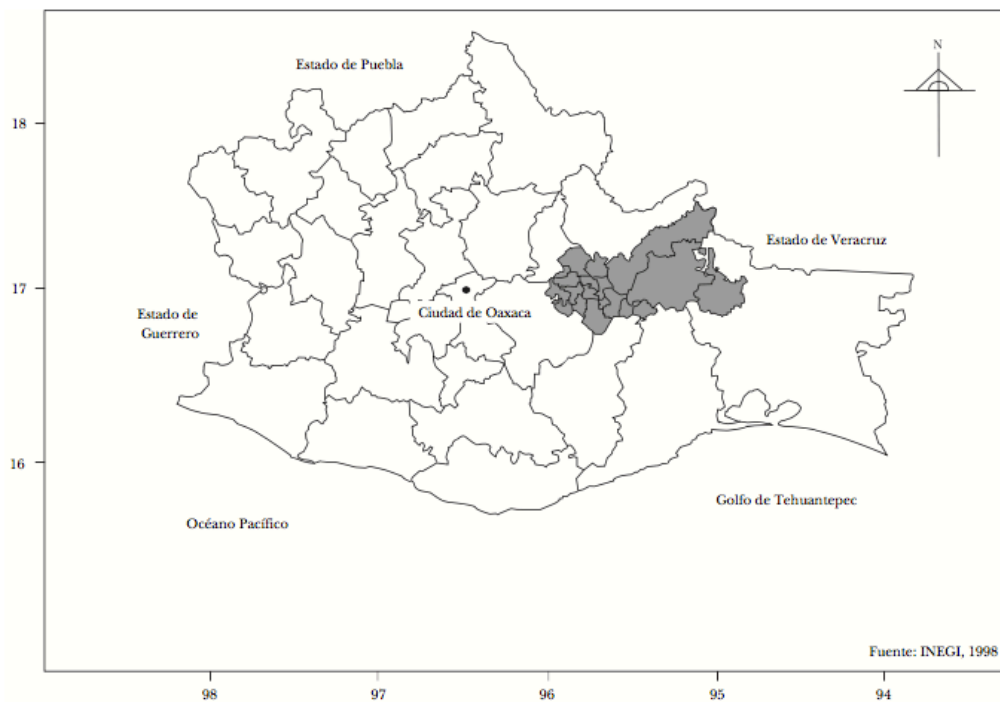 N
Estado de Puebla
18
Estado de Veracruz
17
Ciudad de Oaxaca
Estado de
Guerrero
16
Golfo de Tehuantepec
Océano Pacífico
Fuente: INEGI, 1998
98
97
96
95
94